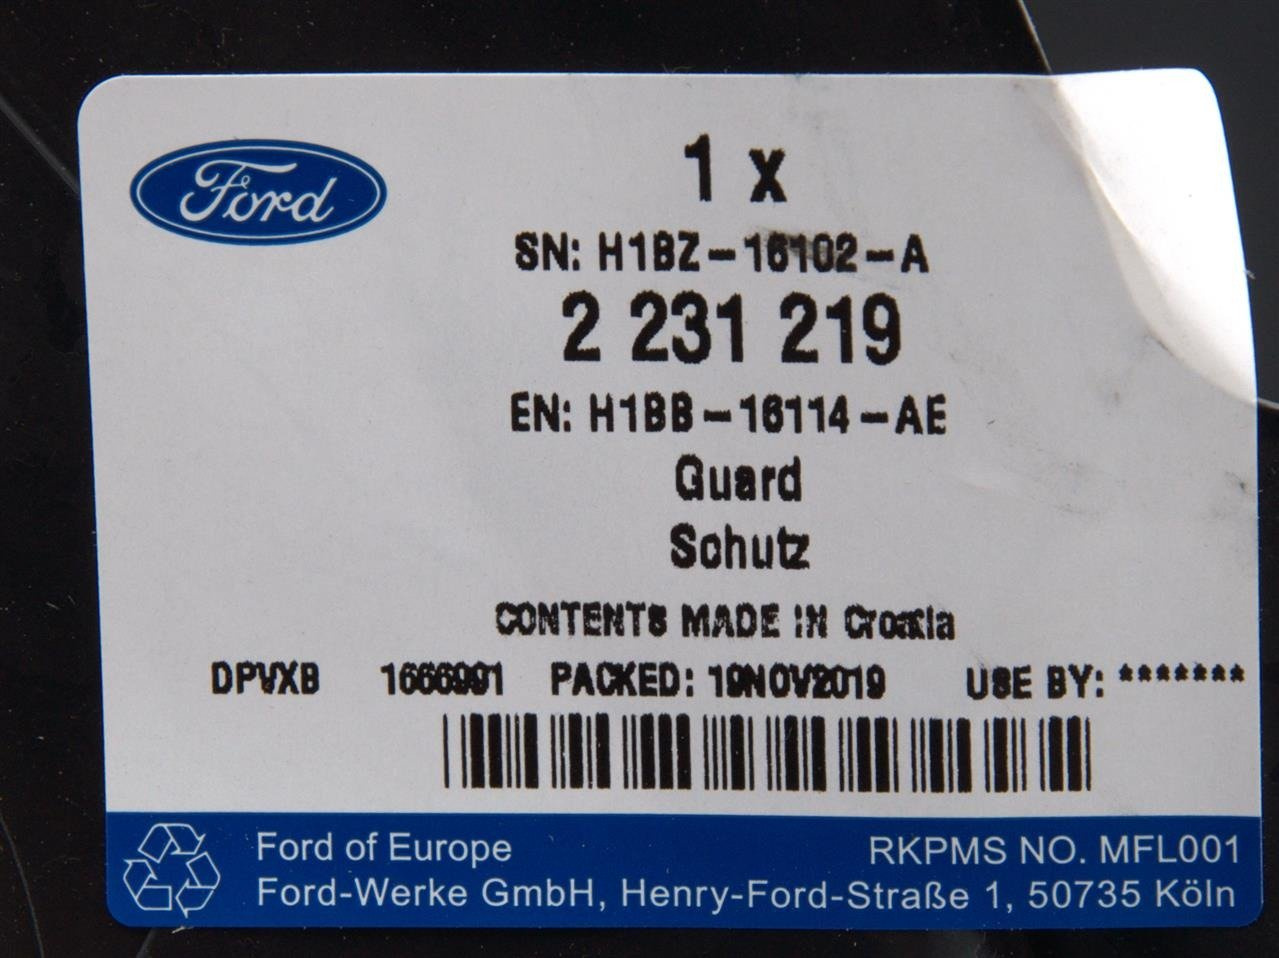 Ford
1 x
SN: H1BZ-16102-A
2 231 219
EN: H1BB-16114-AE
Guard
Schutz
CONTENTS MADE IN Croatia
DPVXB 1666991 PACKED: 19NOV2019 USE BY: *******
Ford of Europe RKPMS NO. MFL001
Ford-Werke GmbH, Henry-Ford-Straße 1, 50735 Köln